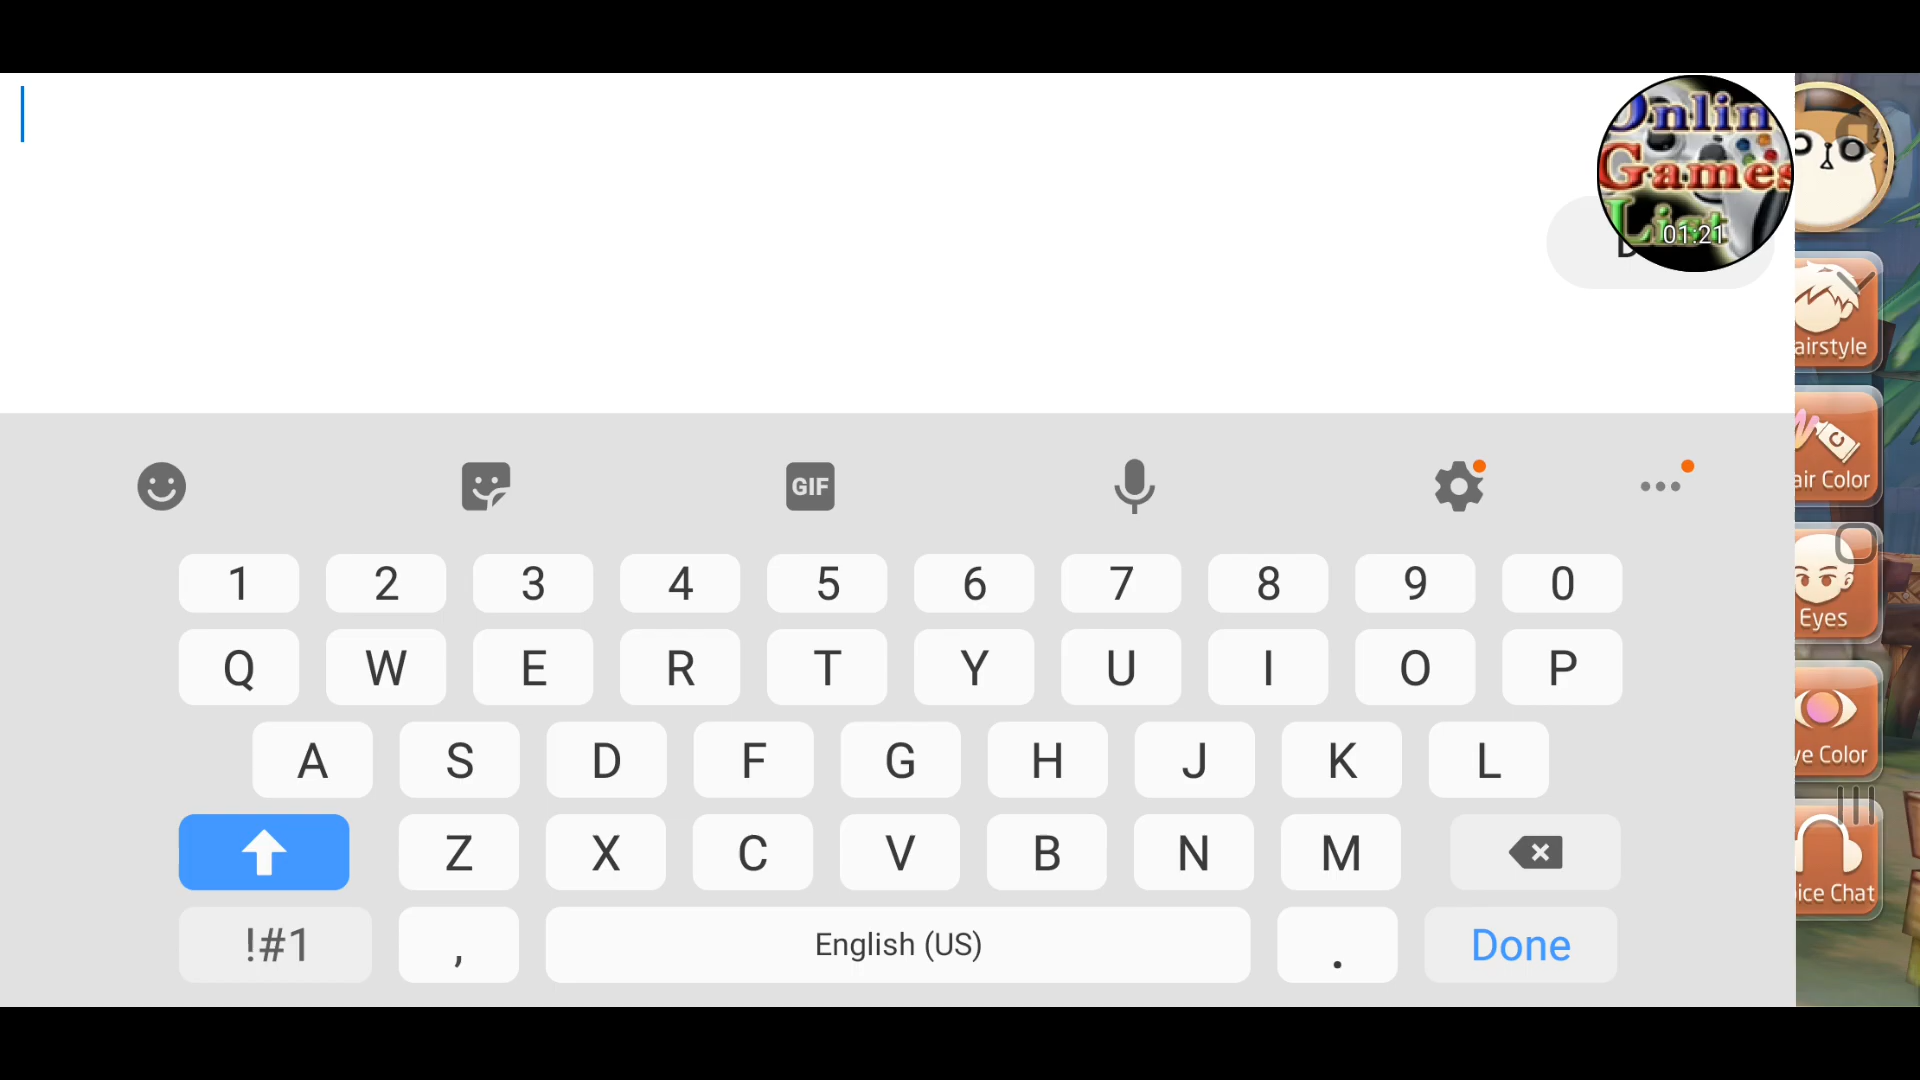 Onlin
Games
List
01:21
airstyle
GIF
air Color
1 2 3 4 5 6 7 8 9 0
Q W E R T Y U I O P
Eyes
A S D F G H J K L
ye Color
Z X C V B N M
ice Chat
!#1 , English (US) . Done